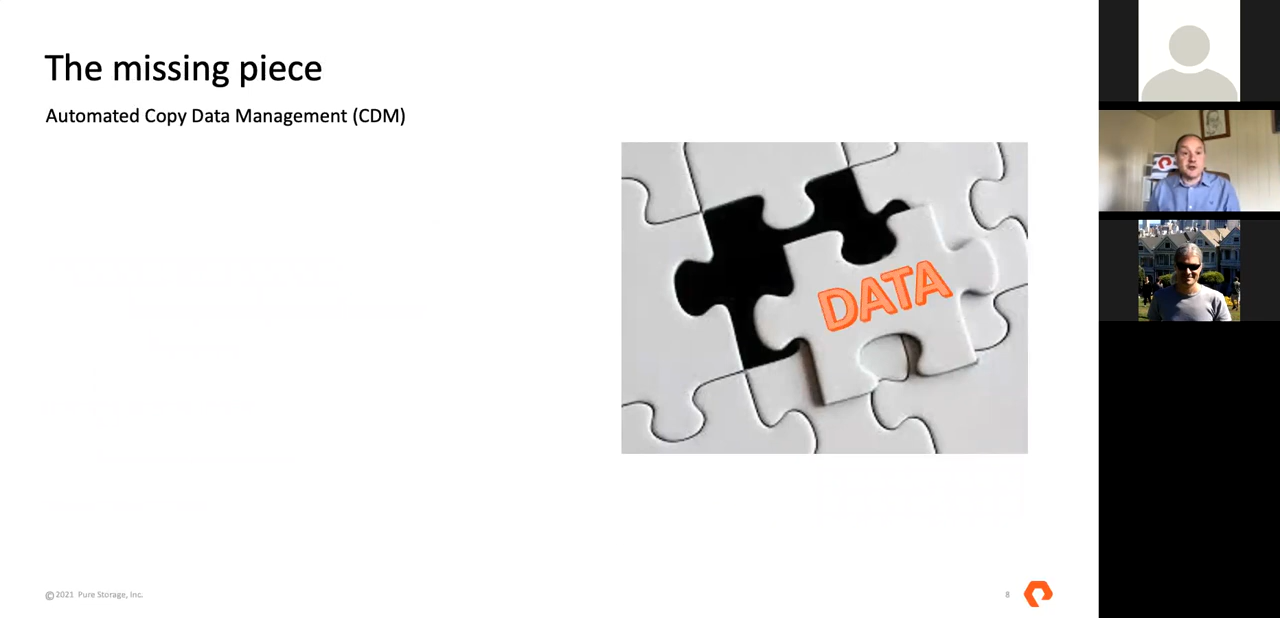 The missing piece
Automated Copy Data Management (CDM)
DATA
© 2021 Pure Storage, Inc.
8